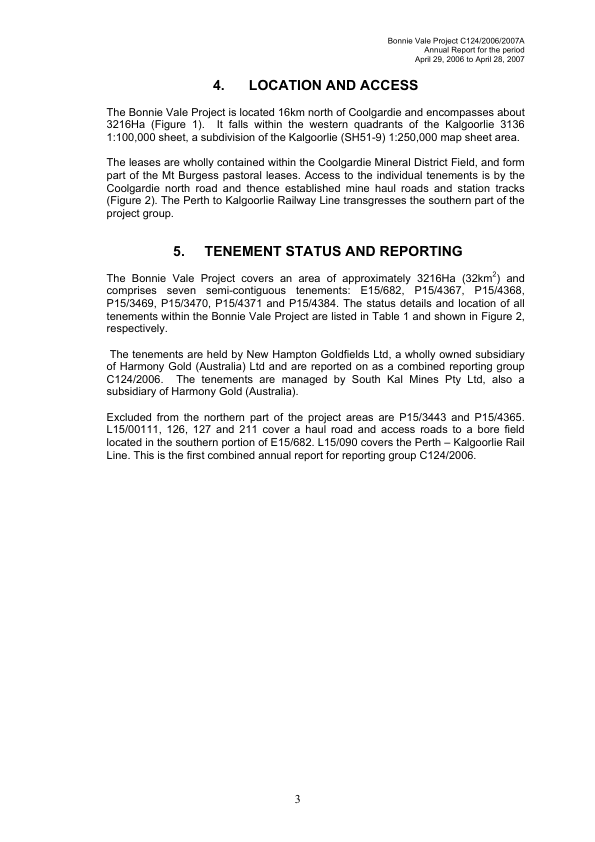 Bonnie Vale Project C124/2006/2007A
Annual Report for the period
April 29, 2006 to April 28, 2007
4. LOCATION AND ACCESS
The Bonnie Vale Project is located 16km north of Coolgardie and encompasses about
3216Ha (Figure 1). It falls within the western quadrants of the Kalgoorlie 3136
1:100,000 sheet, a subdivision of the Kalgoorlie (SH51-9) 1:250,000 map sheet area.
The leases are wholly contained within the Coolgardie Mineral District Field, and form
part of the Mt Burgess pastoral leases. Access to the individual tenements is by the
Coolgardie north road and thence established mine haul roads and station tracks
(Figure 2). The Perth to Kalgoorlie Railway Line transgresses the southern part of the
project group.
5. TENEMENT STATUS AND REPORTING
The Bonnie Vale Project covers an area of approximately 3216Ha (32km²) and
comprises seven semi-contiguous tenements: E15/682, P15/4367, P15/4368,
P15/3469, P15/3470, P15/4371 and P15/4384. The status details and location of all
tenements within the Bonnie Vale Project are listed in Table 1 and shown in Figure 2,
respectively.
The tenements are held by New Hampton Goldfields Ltd, a wholly owned subsidiary
of Harmony Gold (Australia) Ltd and are reported on as a combined reporting group
C124/2006. The tenements are managed by South Kal Mines Pty Ltd, also a
subsidiary of Harmony Gold (Australia).
Excluded from the northern part of the project areas are P15/3443 and P15/4365.
L15/00111, 126, 127 and 211 cover a haul road and access roads to a bore field
located in the southern portion of E15/682. L15/090 covers the Perth – Kalgoorlie Rail
Line. This is the first combined annual report for reporting group C124/2006.
3